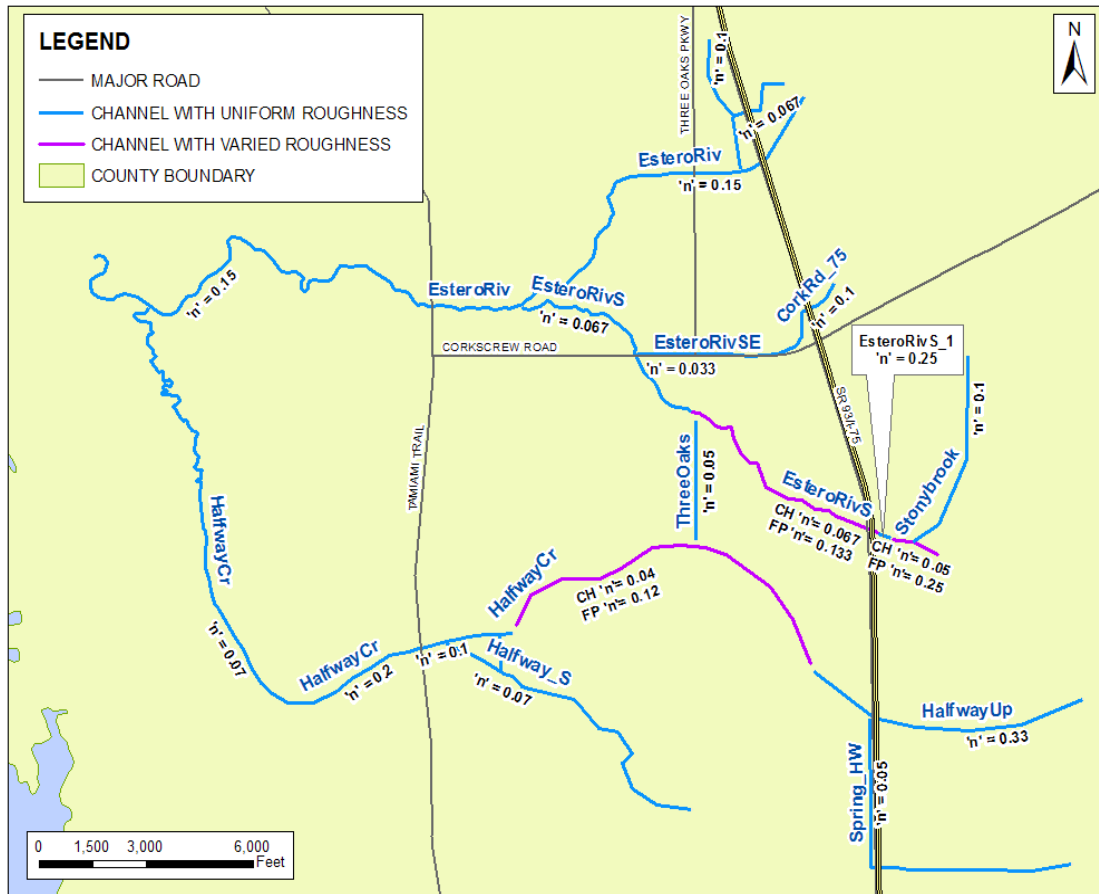 LEGEND
MAJOR ROAD
CHANNEL WITH UNIFORM ROUGHNESS
CHANNEL WITH VARIED ROUGHNESS
COUNTY BOUNDARY
N
'n' = 0.1
THREE OAKS PKWY
'n' = 0.067
EsteroRiv
'n' = 0.15
CorkRd_75
'n' = 0.1
'n' = 0.15
EsteroRiv
EsteroRivS
'n' = 0.067
EsteroRivSE
CORKSCREW ROAD
'n' = 0.033
EsteroRivS_1
'n' = 0.25
SR 93/I-75
'n' = 0.1
TAMIAMI TRAIL
ThreeOaks
'n' = 0.05
EsteroRivS
CH 'n'= 0.067
FP 'n'= 0.133
Stonybrook
CH 'n'= 0.05
FP 'n'= 0.25
HalfwayCr
HalfwayCr
CH 'n'= 0.04
FP 'n'= 0.12
'n' = 0.07
HalfwayCr
'n' = 0.2
'n' = 0.1
Halfway_S
'n' = 0.07
HalfwayUp
'n' = 0.33
Spring_HW
'n' = 0.05
0 1,500 3,000 6,000
Feet